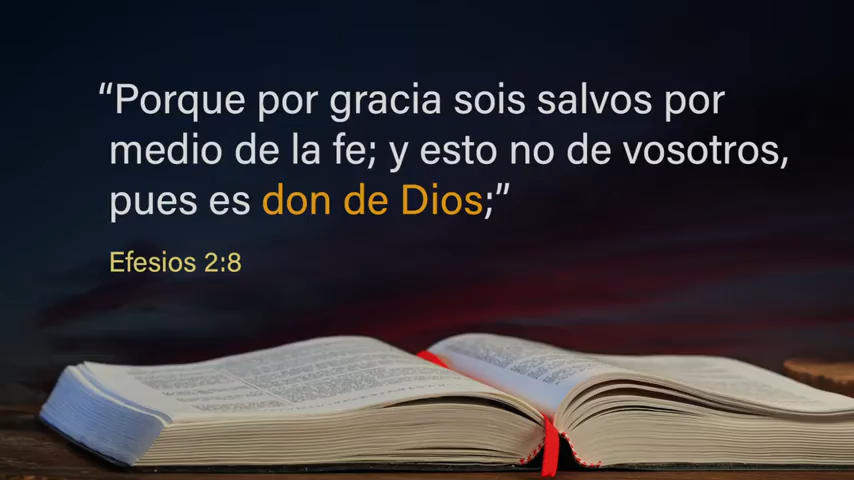 “Porque por gracia sois salvos por
medio de la fe; y esto no de vosotros,
pues es don de Dios;”
Efesios 2:8